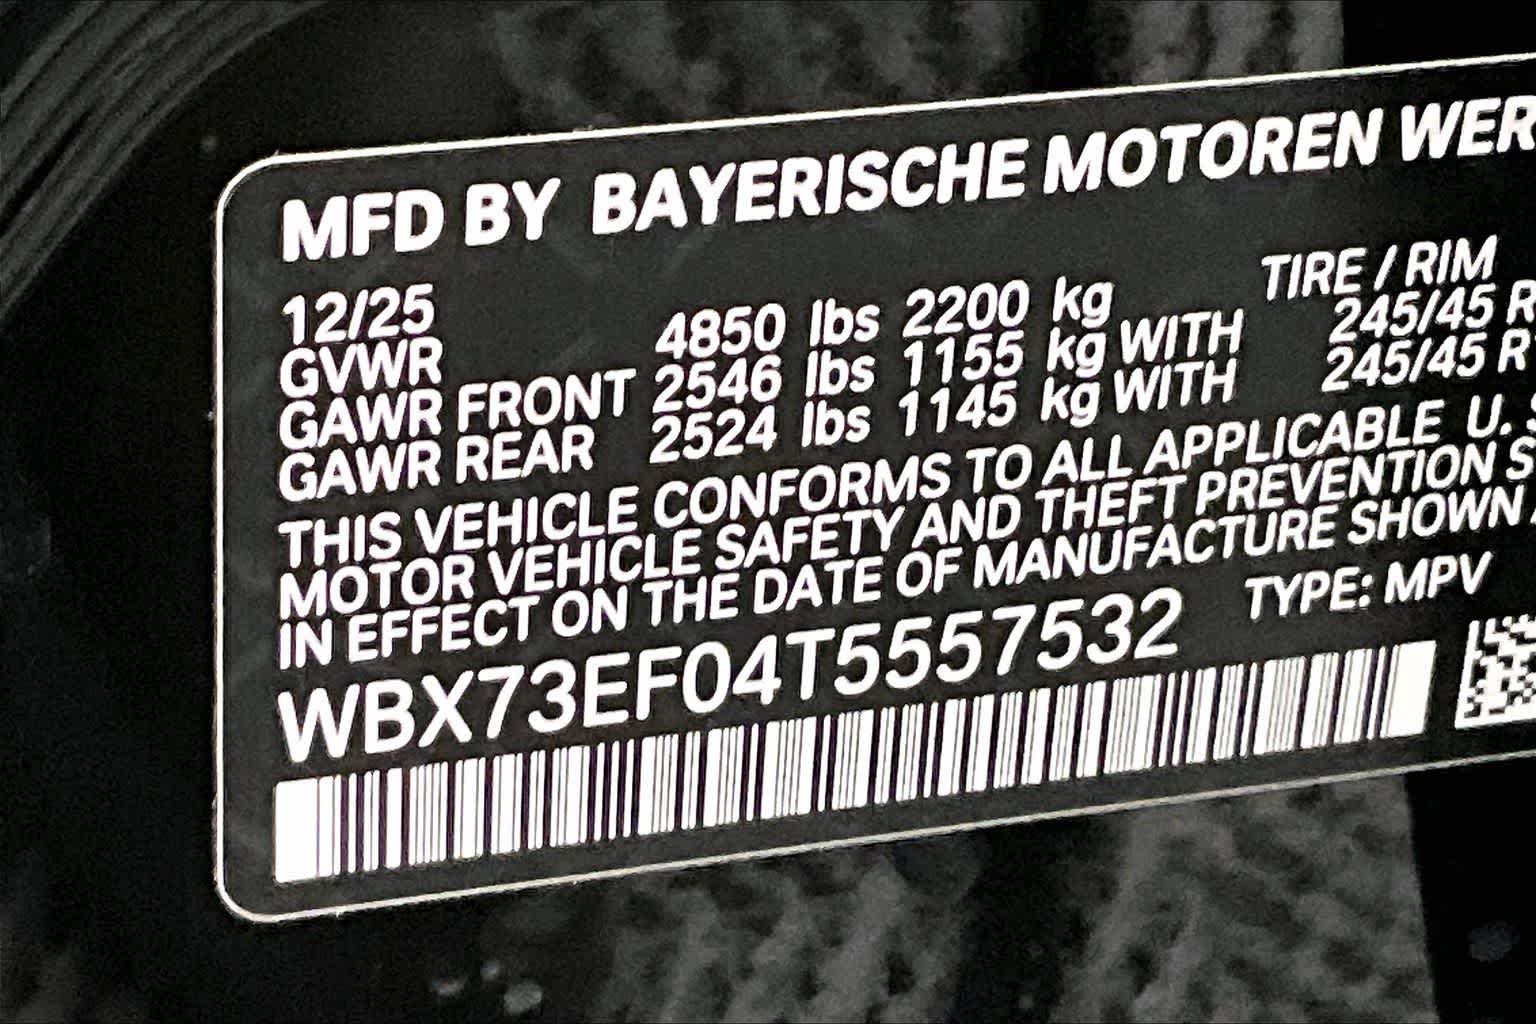 MFD BY BAYERISCHE MOTOREN WER
12/25 TIRE / RIM
GVWR 4850 lbs 2200 kg
GAWR FRONT 2546 lbs 1155 kg WITH 245/45 R
GAWR REAR 2524 lbs 1145 kg WITH 245/45 R
THIS VEHICLE CONFORMS TO ALL APPLICABLE U. S
MOTOR VEHICLE SAFETY AND THEFT PREVENTION S
IN EFFECT ON THE DATE OF MANUFACTURE SHOWN
WBX73EF04T5557532 TYPE: MPV